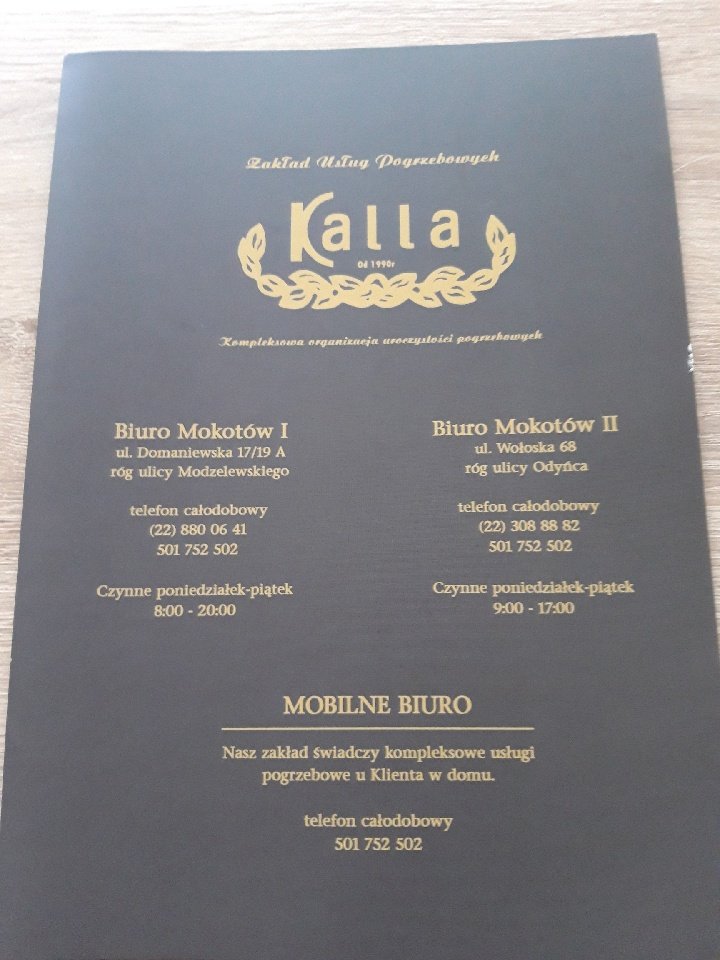 Zakład Usług Pogrzebowych
Kalla
Od 1990r
Kompleksowa organizacja uroczystości pogrzebowych
Biuro Mokotów I
ul. Domaniewska 17/19 A
róg ulicy Modzelewskiego
telefon całodobowy
(22) 880 06 41
501 752 502
Czynne poniedziałek-piątek
8:00 - 20:00
Biuro Mokotów II
ul. Wołoska 68
róg ulicy Odyńca
telefon całodobowy
(22) 308 88 82
501 752 502
Czynne poniedziałek-piątek
9:00 - 17:00
MOBILNE BIURO
Nasz zakład świadczy kompleksowe usługi
pogrzebowe u Klienta w domu.
telefon całodobowy
501 752 502